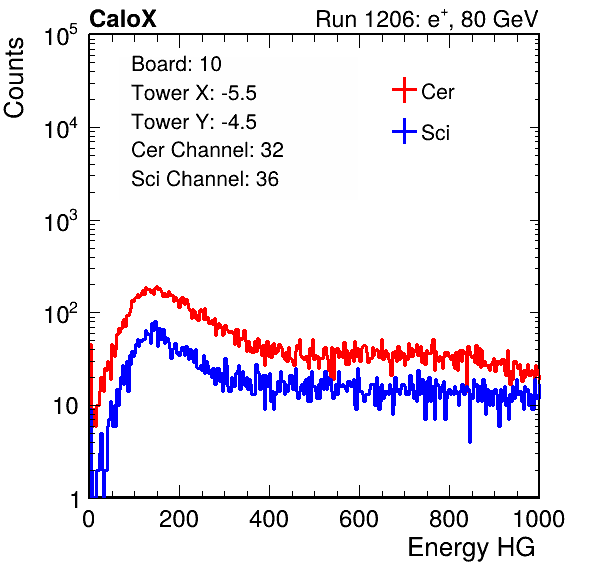 CaloX Run 1206: e+, 80 GeV
Counts
Board: 10
Tower X: -5.5
Tower Y: -4.5
Cer Channel: 32
Sci Channel: 36
Cer
Sci
10^5
10^4
10^3
10^2
10
1
0 200 400 600 800 1000
Energy HG